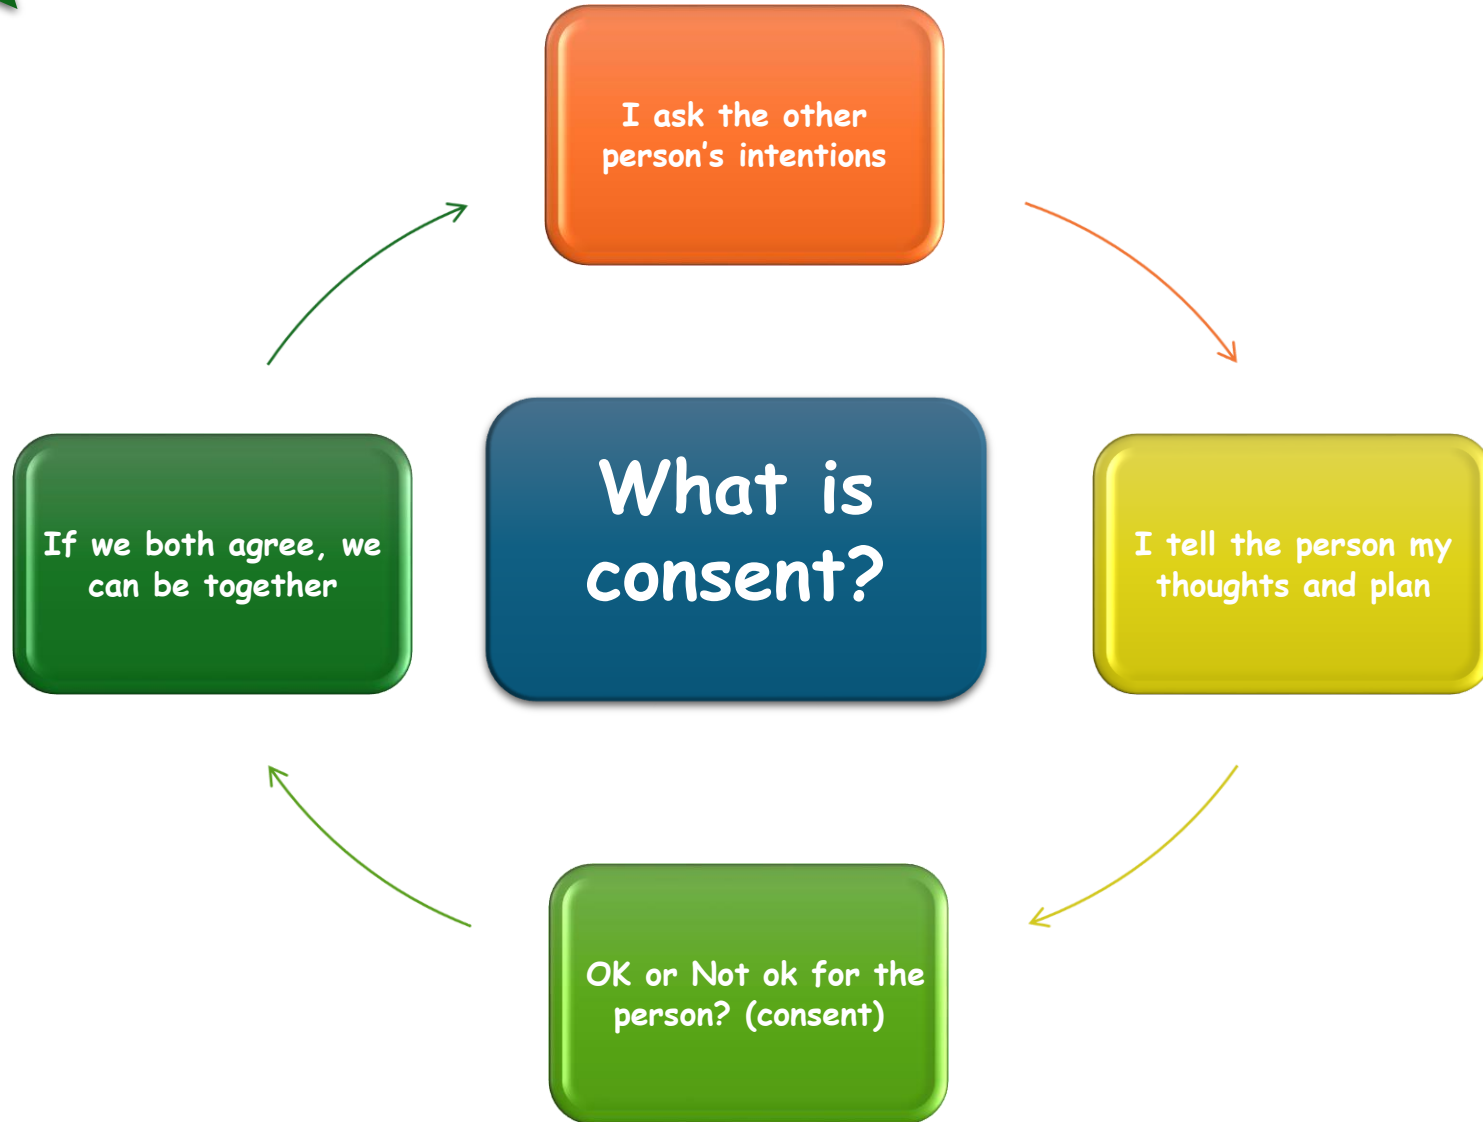 I ask the other
person's intentions
What is
consent?
If we both agree, we
can be together
I tell the person my
thoughts and plan
OK or Not ok for the
person? (consent)